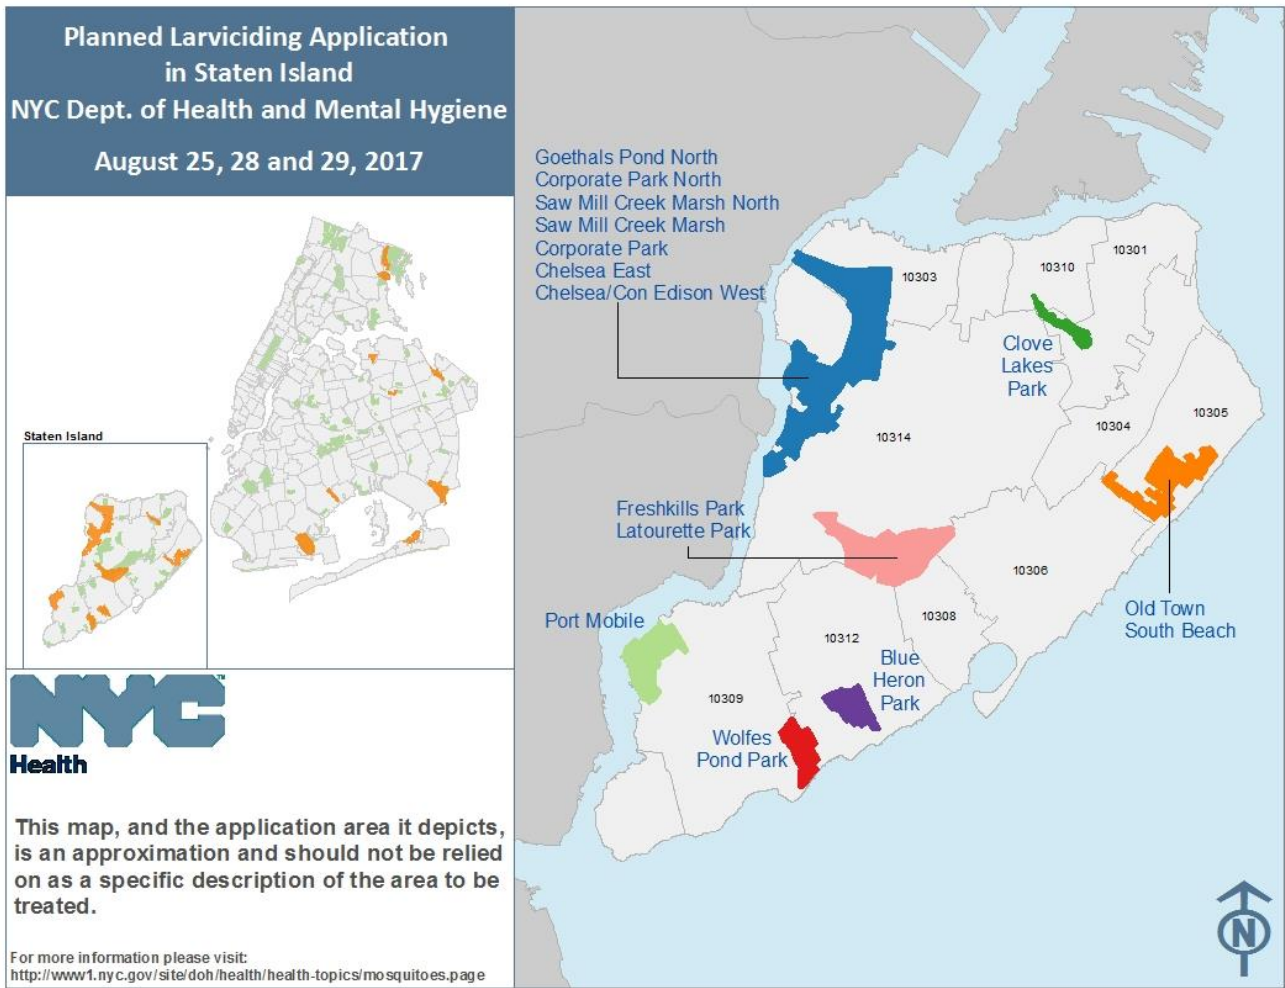 Planned Larviciding Application
in Staten Island
NYC Dept. of Health and Mental Hygiene
August 25, 28 and 29, 2017
Staten Island
NYC
TM
Health
This map, and the application area it depicts,
is an approximation and should not be relied
on as a specific description of the area to be
treated.
For more information please visit:
http://www1.nyc.gov/site/doh/health/health-topics/mosquitoes.page
Goethals Pond North
Corporate Park North
Saw Mill Creek Marsh North
Saw Mill Creek Marsh
Corporate Park
Chelsea East
Chelsea/Con Edison West
10303
10310
10301
Clove
Lakes
Park
10314
10304
10305
Freshkills Park
Latourette Park
10306
Old Town
South Beach
Port Mobile
10308
10312
Blue
Heron
Park
10309
Wolfes
Pond Park
N